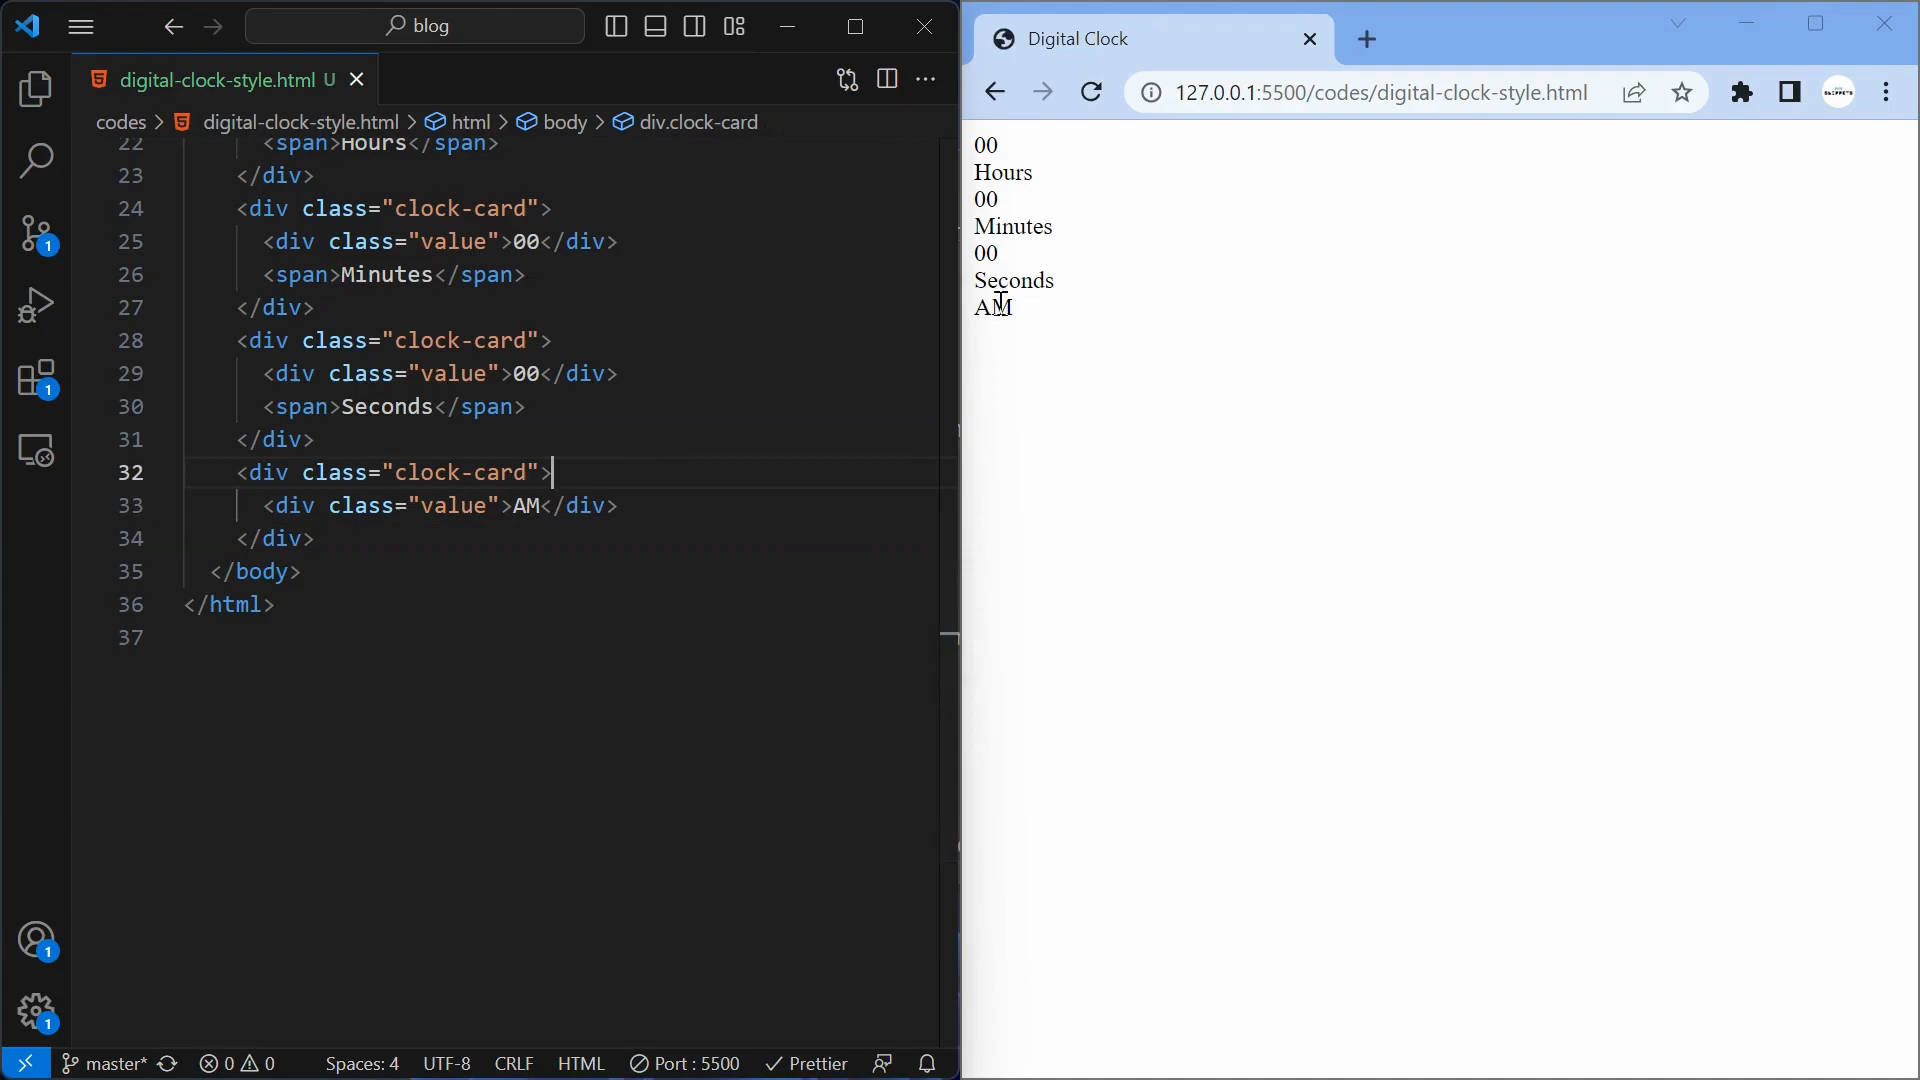 blog
digital-clock-style.html U
codes > digital-clock-style.html > html > body > div.clock-card
22 <span>Hours</span>
23 </div>
24 <div class="clock-card">
25 <div class="value">00</div>
26 <span>Minutes</span>
27 </div>
28 <div class="clock-card">
29 <div class="value">00</div>
30 <span>Seconds</span>
31 </div>
32 <div class="clock-card">
33 <div class="value">AM</div>
34 </div>
35 </body>
36 </html>
37
1
1
1
1
master* 0 0 Spaces: 4 UTF-8 CRLF HTML Port : 5500 Prettier
Digital Clock
127.0.0.1:5500/codes/digital-clock-style.html
00
Hours
00
Minutes
00
Seconds
AM